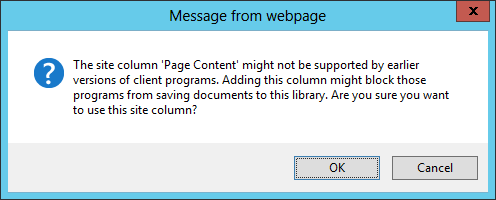 Message from webpage
x
The site column 'Page Content' might not be supported by earlier
versions of client programs. Adding this column might block those
programs from saving documents to this library. Are you sure you want
to use this site column?
OK
Cancel